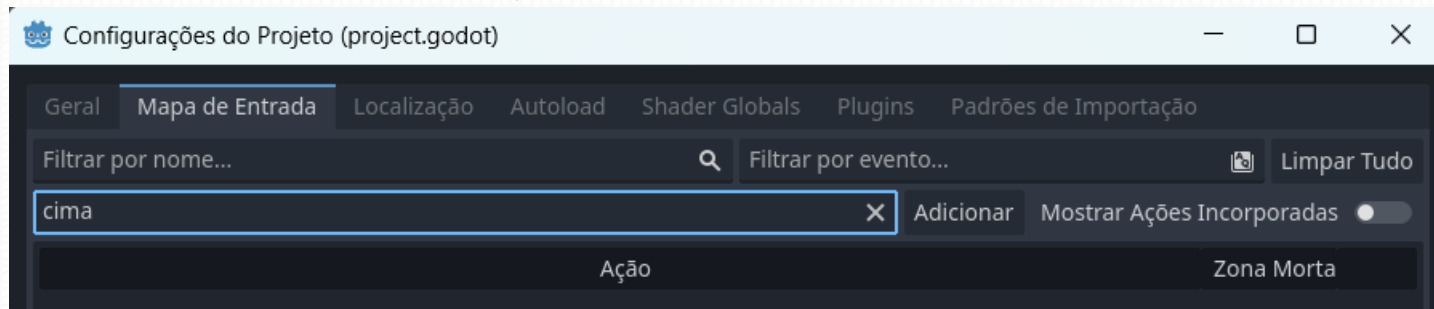 Configurações do Projeto (project.godot)
Geral Mapa de Entrada Localização Autoload Shader Globals Plugins Padrões de Importação
Filtrar por nome... Filtrar por evento... Limpar Tudo
cima Adicionar Mostrar Ações Incorporadas
Ação Zona Morta